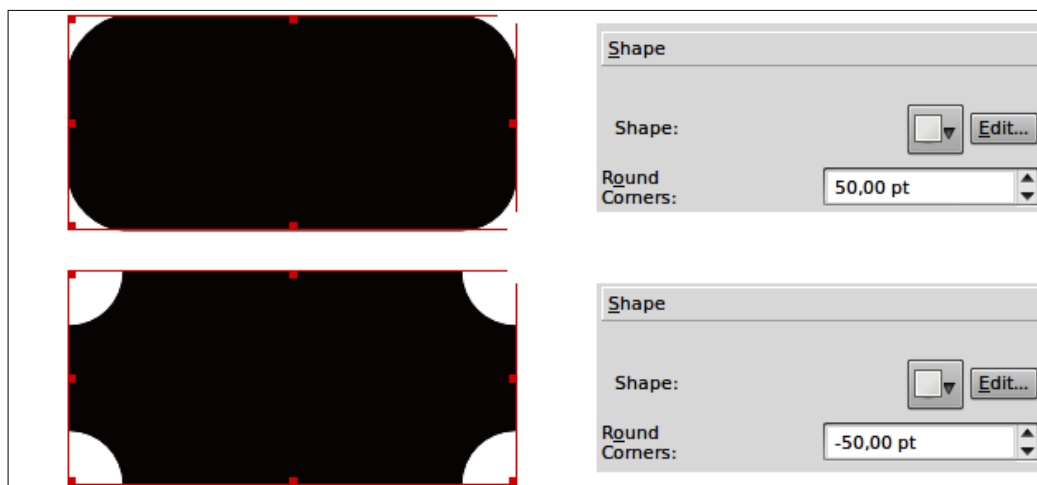 Shape
Shape:
Edit...
Round
Corners:
50,00 pt
Shape
Shape:
Edit...
Round
Corners:
-50,00 pt